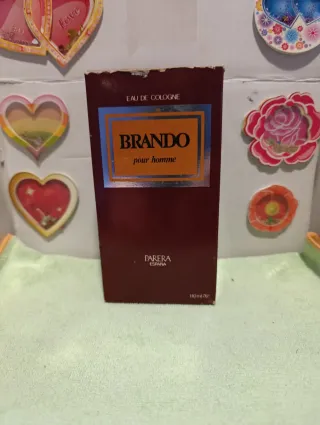 EAU DE COLOGNE
BRANDO
pour homme
PARERA
ESPAÑA